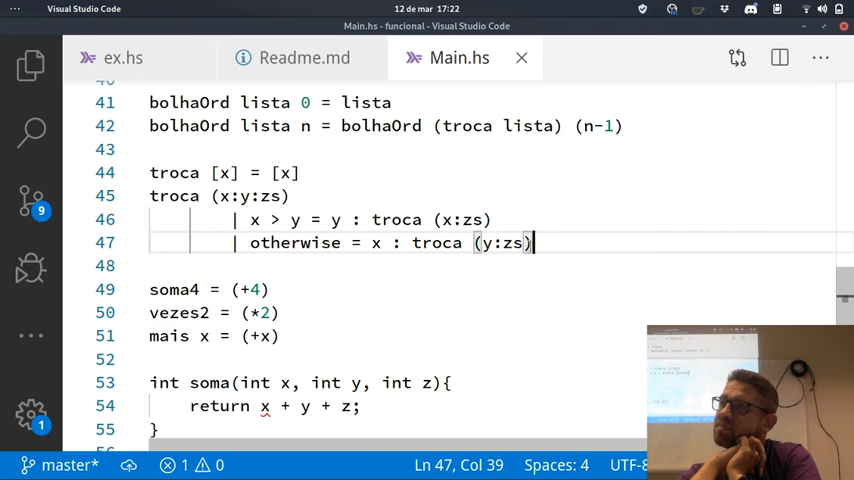 Visual Studio Code 12 de mar 17:22
Main.hs - funcional - Visual Studio Code
ex.hs Readme.md Main.hs
41 bolhaOrd lista 0 = lista
42 bolhaOrd lista n = bolhaOrd (troca lista) (n-1)
43
44 troca [x] = [x]
45 troca (x:y:zs)
46 | x > y = y : troca (x:zs)
47 | otherwise = x : troca (y:zs)
48
49 soma4 = (+4)
50 vezes2 = (*2)
51 mais x = (+x)
52
53 int soma(int x, int y, int z){
54 return x + y + z;
55 }
9
1
master* 1 0 Ln 47, Col 39 Spaces: 4 UTF-8